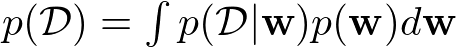 p(𝒟) = ∫ p(𝒟|𝐰)p(𝐰)d𝐰